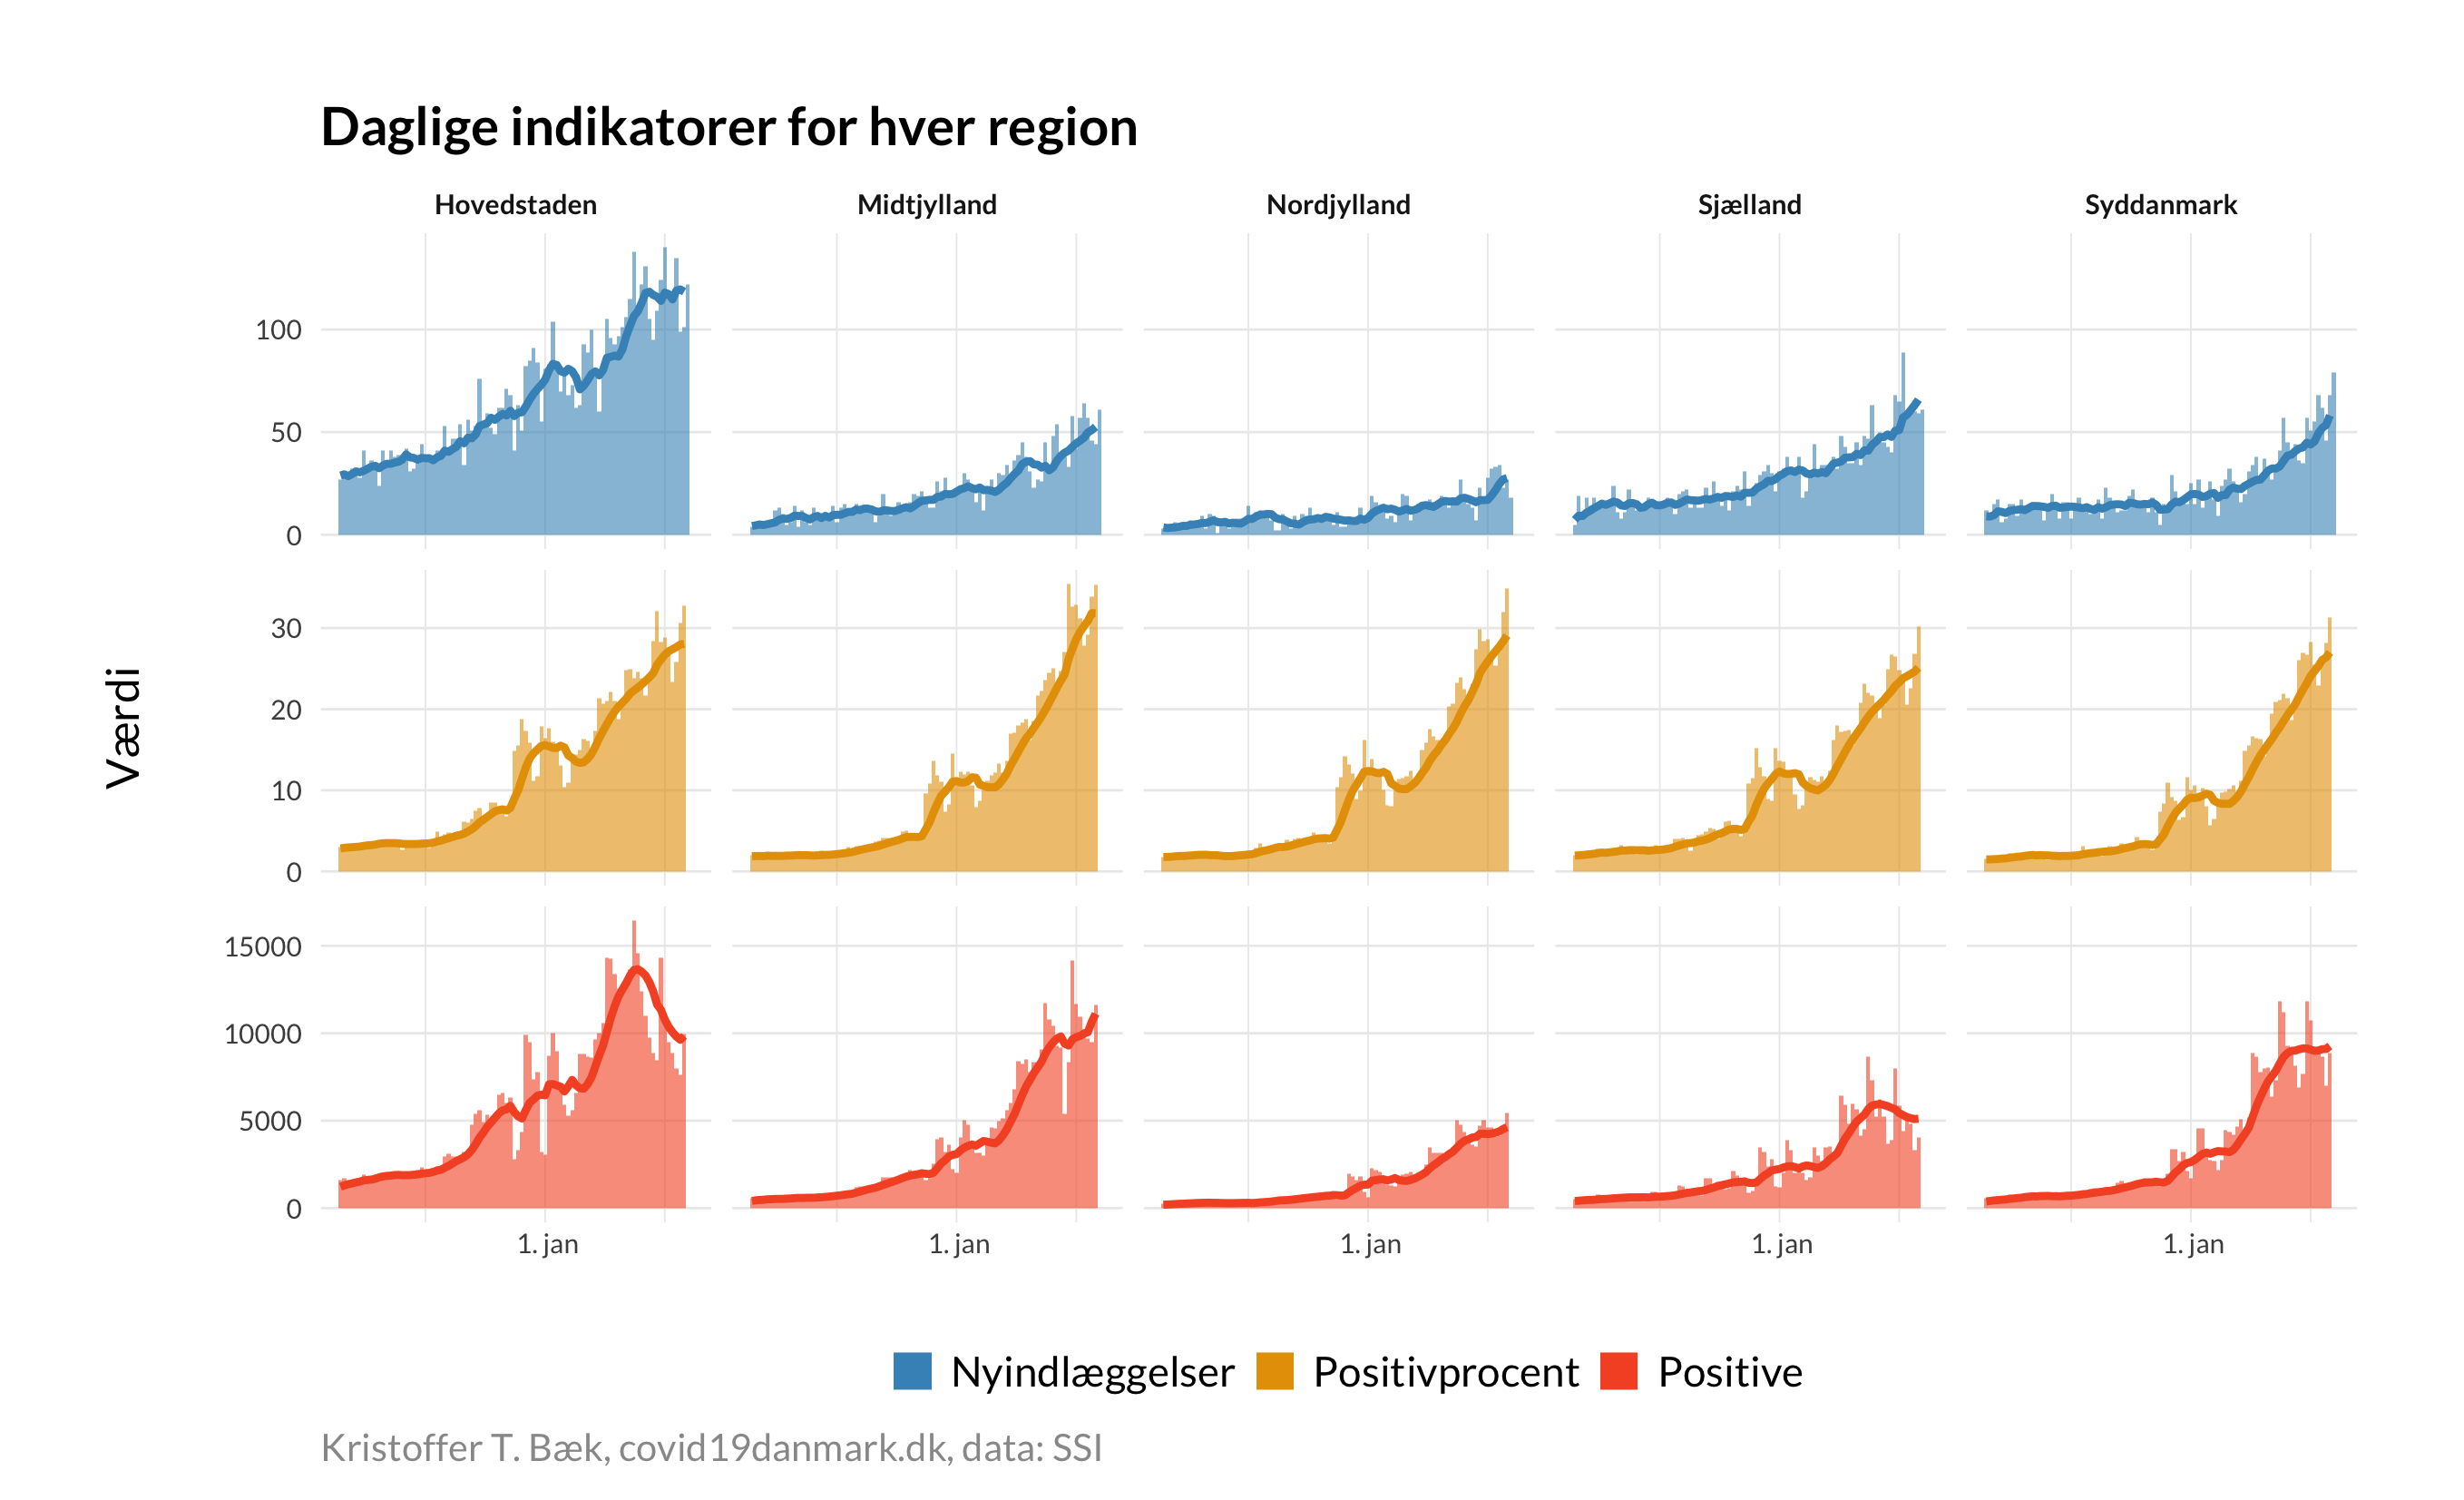 Daglige indikatorer for hver region
Hovedstaden Midtjylland Nordjylland Sjælland Syddanmark
100
50
0
30
20
10
0
15000
10000
5000
0
Værdi
1. jan 1. jan 1. jan 1. jan 1. jan
Nyindlæggelser Positivprocent Positive
Kristoffer T. Bæk, covid19danmark.dk, data: SSI